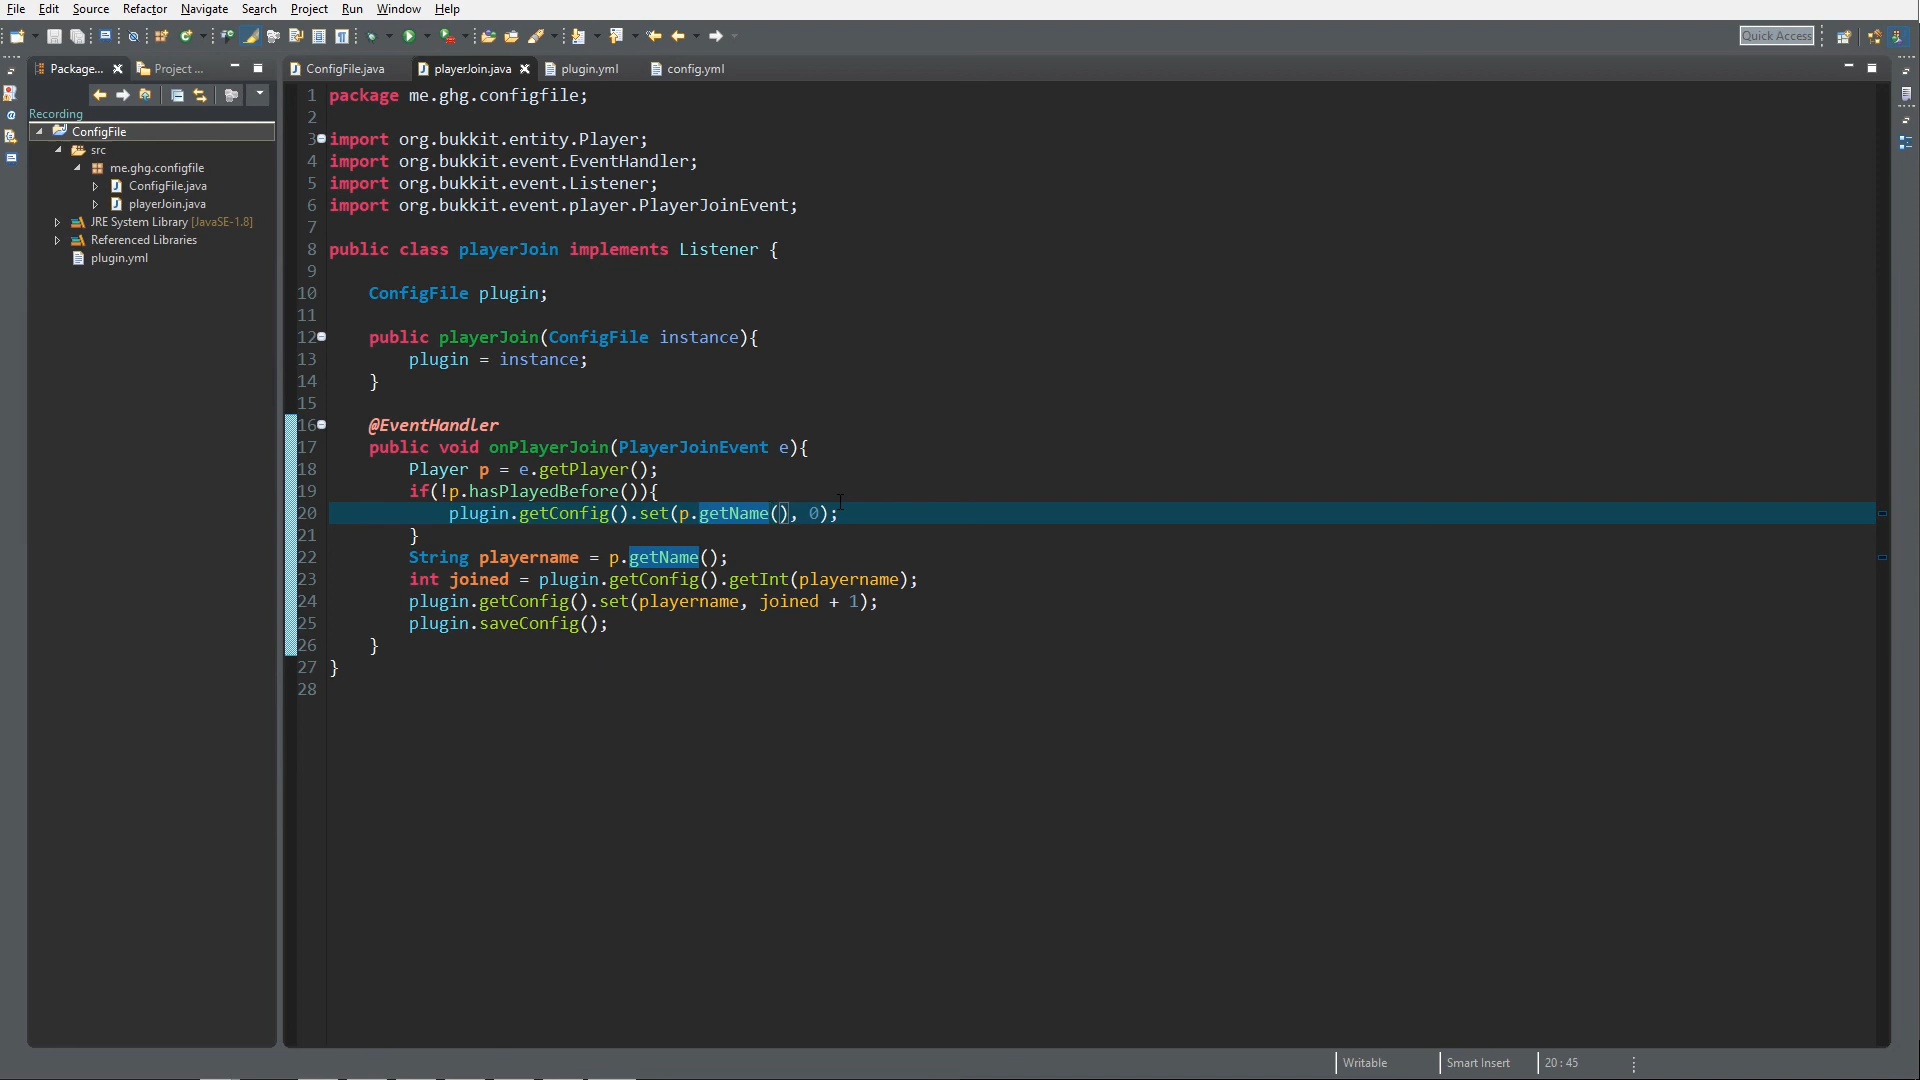 File Edit Source Refactor Navigate Search Project Run Window Help
Quick Access
Package... Project ...
ConfigFile.java playerJoin.java plugin.yml config.yml
Recording
ConfigFile
src
me.ghg.configfile
ConfigFile.java
playerJoin.java
JRE System Library [JavaSE-1.8]
Referenced Libraries
plugin.yml
1 package me.ghg.configfile;
2
3 import org.bukkit.entity.Player;
4 import org.bukkit.event.EventHandler;
5 import org.bukkit.event.Listener;
6 import org.bukkit.event.player.PlayerJoinEvent;
7
8 public class playerJoin implements Listener {
9
10 ConfigFile plugin;
11
12 public playerJoin(ConfigFile instance){
13 plugin = instance;
14 }
15
16 @EventHandler
17 public void onPlayerJoin(PlayerJoinEvent e){
18 Player p = e.getPlayer();
19 if(!p.hasPlayedBefore()){
20 plugin.getConfig().set(p.getName(), 0);
21 }
22 String playername = p.getName();
23 int joined = plugin.getConfig().getInt(playername);
24 plugin.getConfig().set(playername, joined + 1);
25 plugin.saveConfig();
26 }
27 }
28
Writable Smart Insert 20 : 45